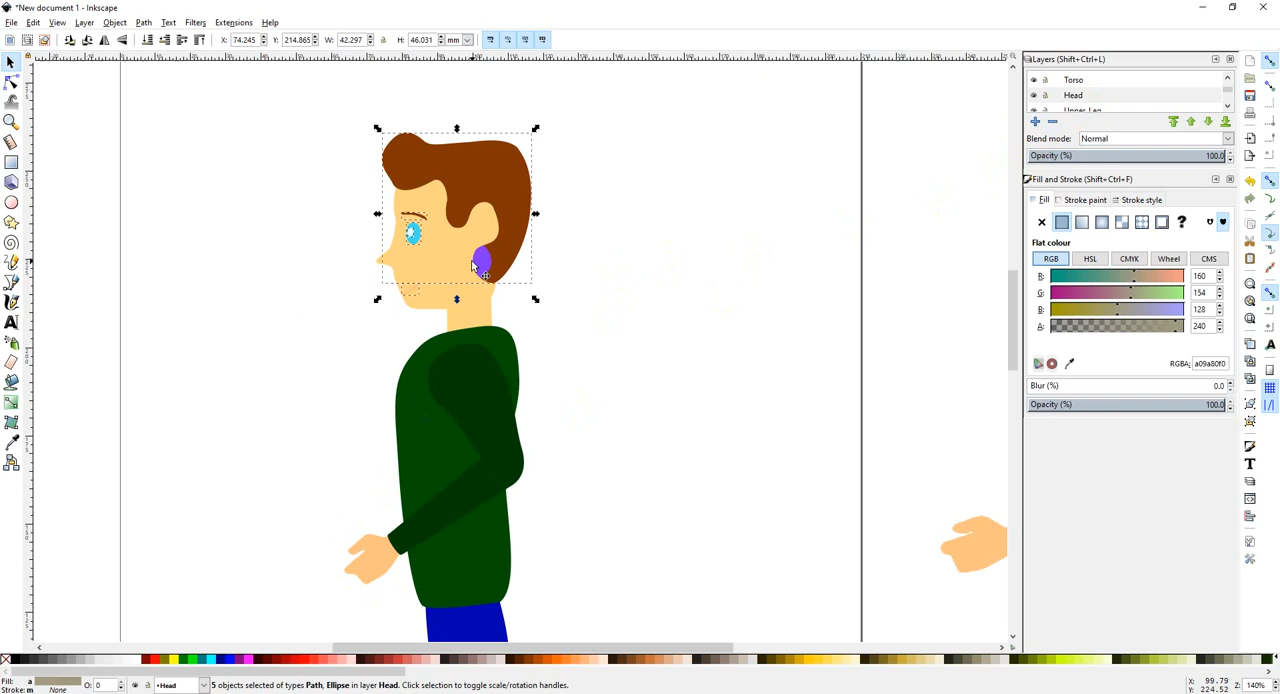 *New document 1 - Inkscape
File Edit View Layer Object Path Text Filters Extensions Help
X: 74.245 Y: 214.865 W: 42.297 H: 46.031 mm
Layers (Shift+Ctrl+L)
Torso
Head
Upper Leg
Blend mode: Normal
Opacity (%) 100.0
Fill and Stroke (Shift+Ctrl+F)
Fill Stroke paint Stroke style
Flat colour
RGB HSL CMYK Wheel CMS
R: 160
G: 154
B: 128
A: 240
RGBA: a09a80f0
Blur (%) 0.0
Opacity (%) 100.0
Fill: a O: 0 Head 5 objects selected of types Path, Ellipse in layer Head. Click selection to toggle scale/rotation handles. X: 99.79 Z: 140%
Stroke: m None Y: 224.52